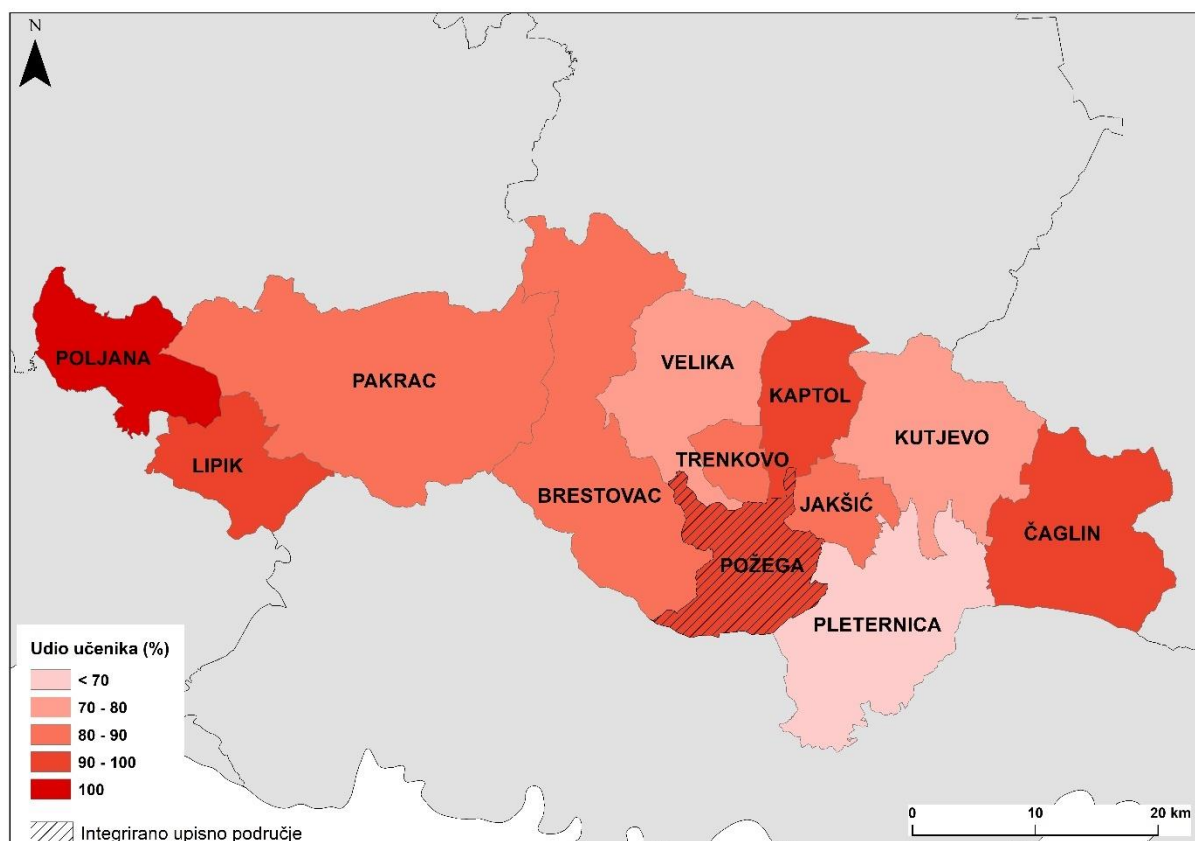 N
POLJANA
PAKRAC
LIPIK
VELIKA
KAPTOL
KUTJEVO
TRENKOVO
BRESTOVAC
JAKŠIĆ
ČAGLIN
POŽEGA
PLETERNICA
Udio učenika (%)
< 70
70 - 80
80 - 90
90 - 100
100
Integrirano upisno područje
0 10 20 km